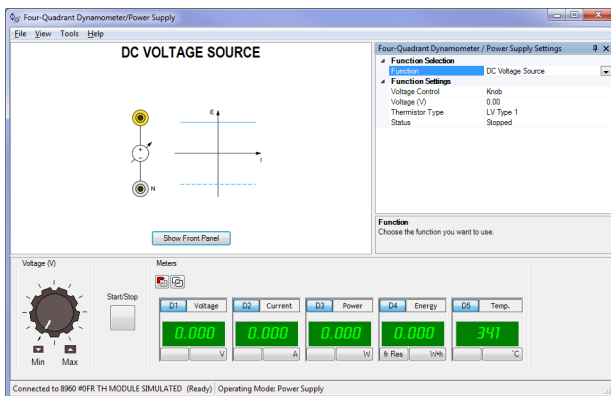 Four-Quadrant Dynamometer/Power Supply
File View Tools Help
DC VOLTAGE SOURCE
E
I
N
Show Front Panel
Four-Quadrant Dynamometer / Power Supply Settings
Function Selection
Function DC Voltage Source
Function Settings
Voltage Control Knob
Voltage (V) 0.00
Thermistor Type LV Type 1
Status Stopped
Function
Choose the function you want to use.
Voltage (V)
Min Max
Start/Stop
Meters
D1 Voltage D2 Current D3 Power D4 Energy D5 Temp.
0.000 0.000 0.000 0.000 341
V A W fr Res W•h °C
Connected to 8960 #0FR TH MODULE SIMULATED (Ready) Operating Mode: Power Supply